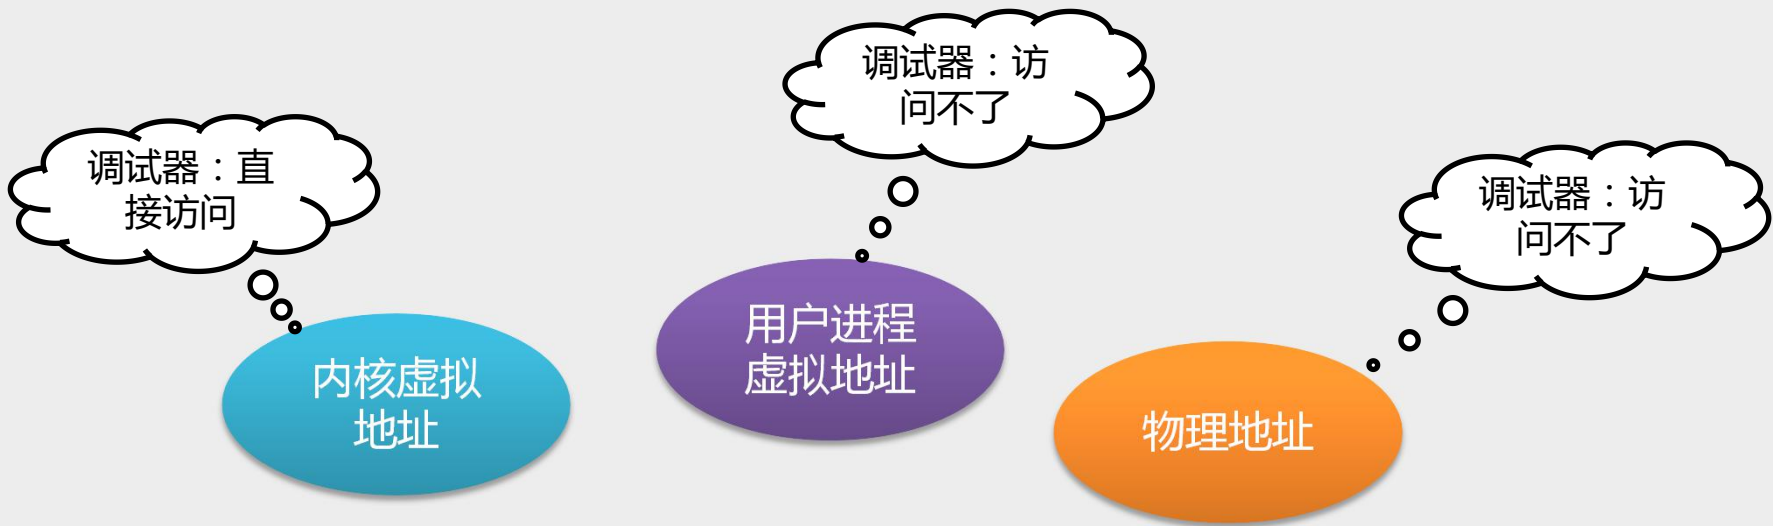 调试器：直
接访问
内核虚拟
地址
调试器：访
问不了
用户进程
虚拟地址
调试器：访
问不了
物理地址